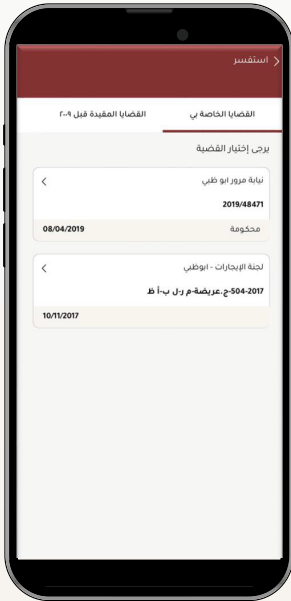 استفسر
القضايا الخاصة بي
القضايا المقيدة قبل ٢٠٠٩
يرجى إختيار القضية
نيابة مرور ابو ظبي
2019/48471
محكومة 08/04/2019
لجنة الإيجارات - ابوظبي
504-2017-ج.عريضة-م ر-ل ب-أ ظ
10/11/2017